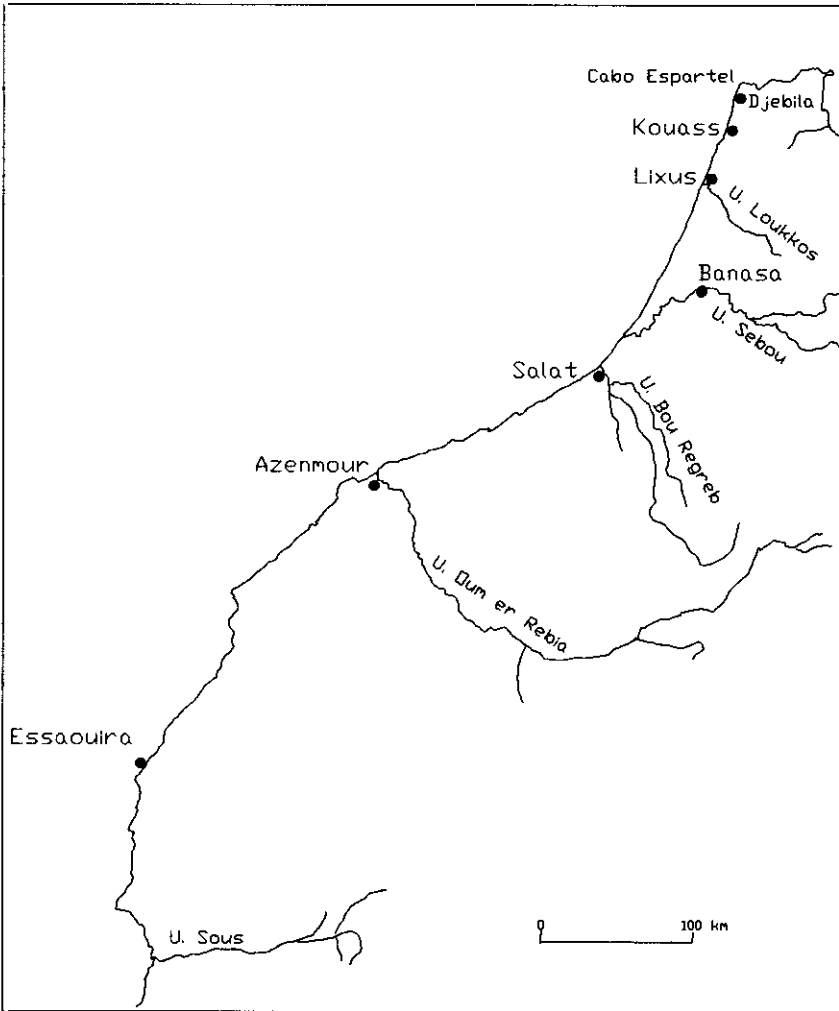 Cabo Espartel
Djebila
Kouass
Lixus
U. Loukkos
Banasa
U. Sebou
Salat
U. Bou Regreb
Azenmour
U. Oum er Rebia
Essaouira
U. Sous
0 100 km